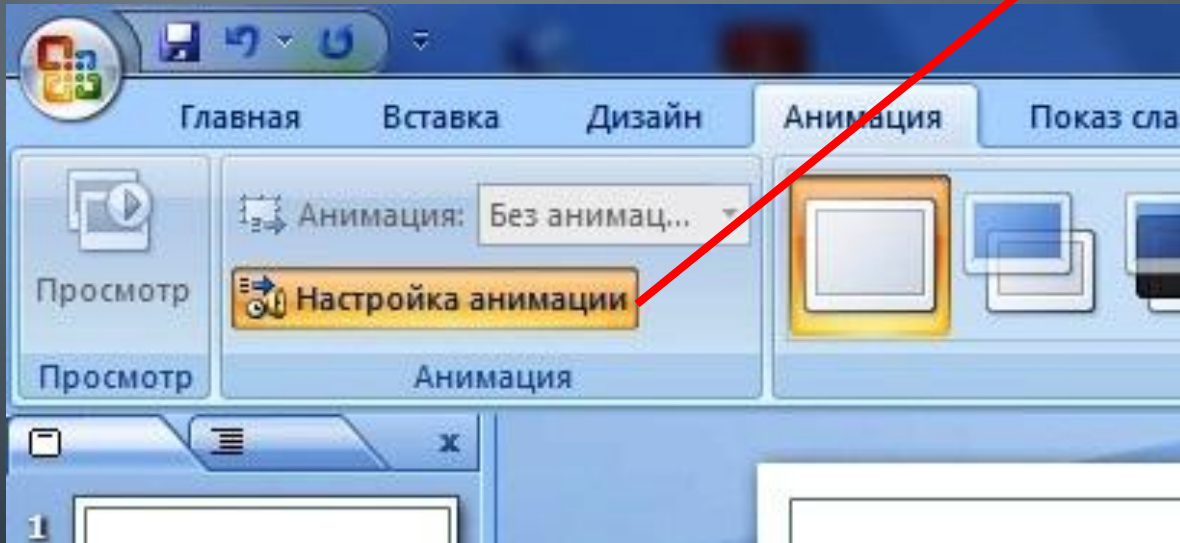 Главная Вставка Дизайн Анимация Показ сла
Анимация: Без анимац...
Просмотр Настройка анимации
Просмотр Анимация
1